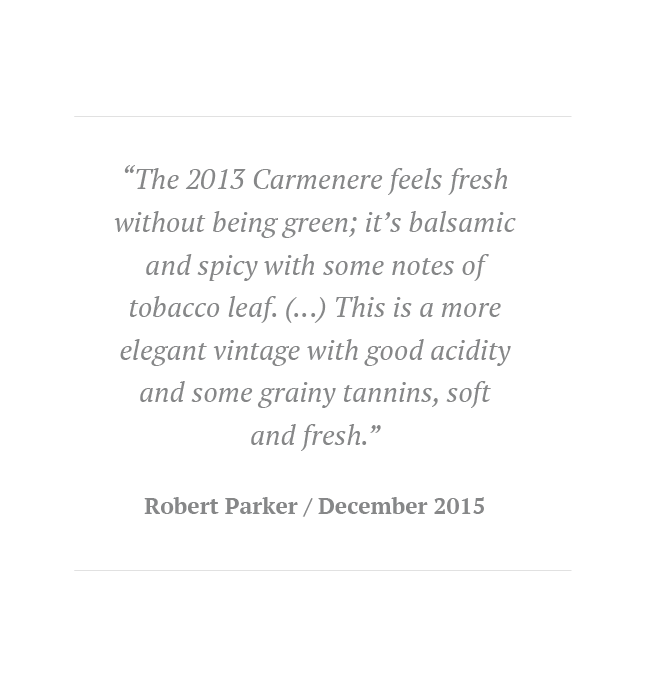 “The 2013 Carmenere feels fresh
without being green; it’s balsamic
and spicy with some notes of
tobacco leaf. (…) This is a more
elegant vintage with good acidity
and some grainy tannins, soft
and fresh.”
Robert Parker / December 2015